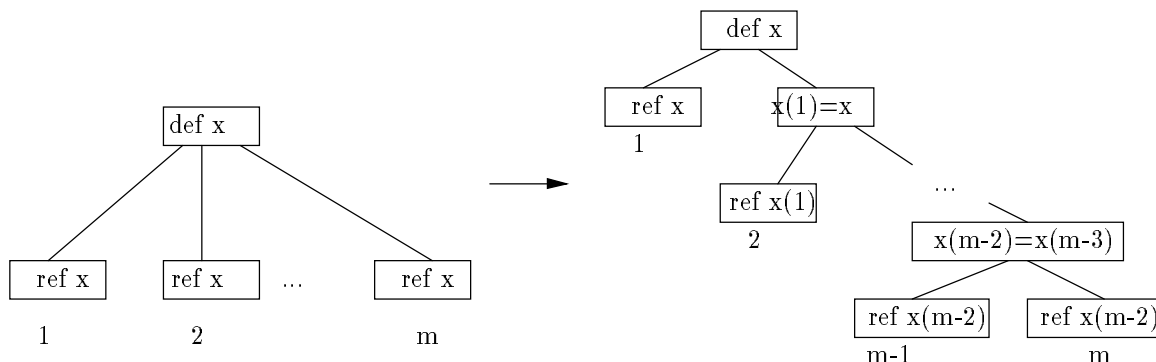 def x
ref x
ref x
...
ref x
1
2
m
def x
ref x
x(1)=x
1
ref x(1)
...
2
x(m-2)=x(m-3)
ref x(m-2)
ref x(m-2)
m-1
m